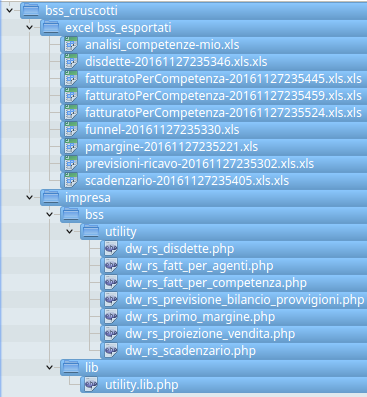 bss_cruscotti
excel bss_esportati
analisi_competenze-mio.xls
disdette-20161127235346.xls.xls
fatturatoPerCompetenza-20161127235445.xls.xls
fatturatoPerCompetenza-20161127235459.xls.xls
fatturatoPerCompetenza-20161127235524.xls.xls
funnel-20161127235330.xls
pmargine-20161127235221.xls
previsioni-ricavo-20161127235302.xls.xls
scadenzario-20161127235405.xls.xls
impresa
bss
utility
dw_rs_disdette.php
dw_rs_fatt_per_agenti.php
dw_rs_fatt_per_competenza.php
dw_rs_previsione_bilancio_provvigioni.php
dw_rs_primo_margine.php
dw_rs_proiezione_vendita.php
dw_rs_scadenzario.php
lib
utility.lib.php